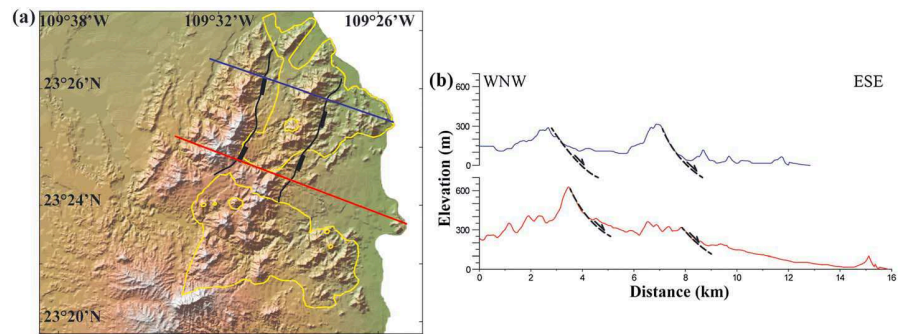 (a)
109°38'W 109°32'W 109°26'W
23°26'N
23°24'N
23°20'N
(b)
WNW ESE
Elevation (m)
600
300
0
600
300
0
0 2 4 6 8 10 12 14 16
Distance (km)